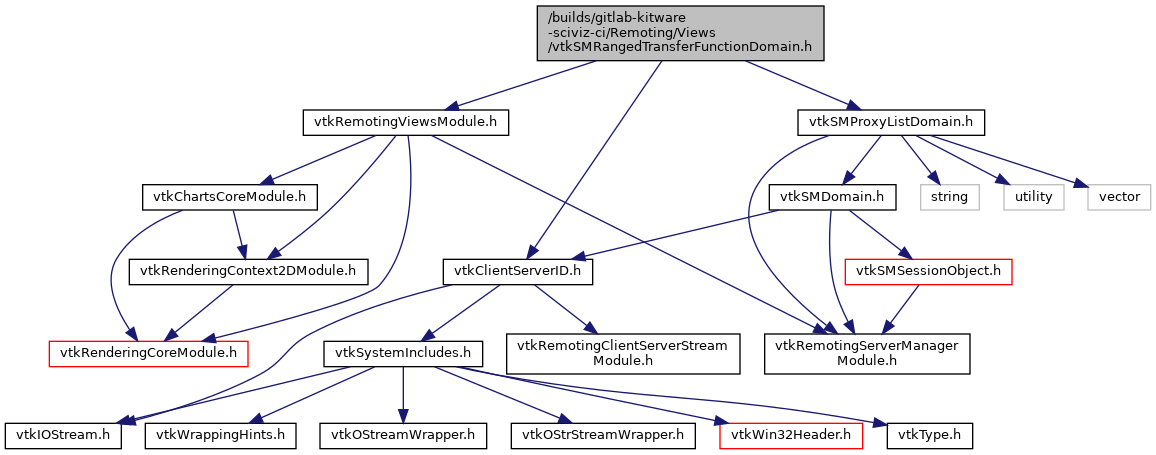 /builds/gitlab-kitware
-sciviz-ci/Remoting/Views
/vtkSMRangedTransferFunctionDomain.h
vtkRemotingViewsModule.h
vtkSMProxyListDomain.h
vtkChartsCoreModule.h
vtkSMDomain.h
string
utility
vector
vtkRenderingContext2DModule.h
vtkClientServerID.h
vtkSMSessionObject.h
vtkRenderingCoreModule.h
vtkSystemIncludes.h
vtkRemotingClientServerStream
Module.h
vtkRemotingServerManager
Module.h
vtkIOStream.h
vtkWrappingHints.h
vtkOStreamWrapper.h
vtkOStrStreamWrapper.h
vtkWin32Header.h
vtkType.h